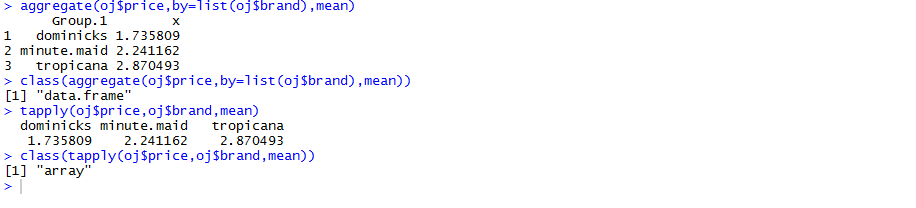 > aggregate(oj$price,by=list(oj$brand),mean)
      Group.1        x
1   dominicks 1.735809
2 minute.maid 2.241162
3   tropicana 2.870493
> class(aggregate(oj$price,by=list(oj$brand),mean))
[1] "data.frame"
> tapply(oj$price,oj$brand,mean)
  dominicks minute.maid   tropicana
   1.735809    2.241162    2.870493
> class(tapply(oj$price,oj$brand,mean))
[1] "array"
>